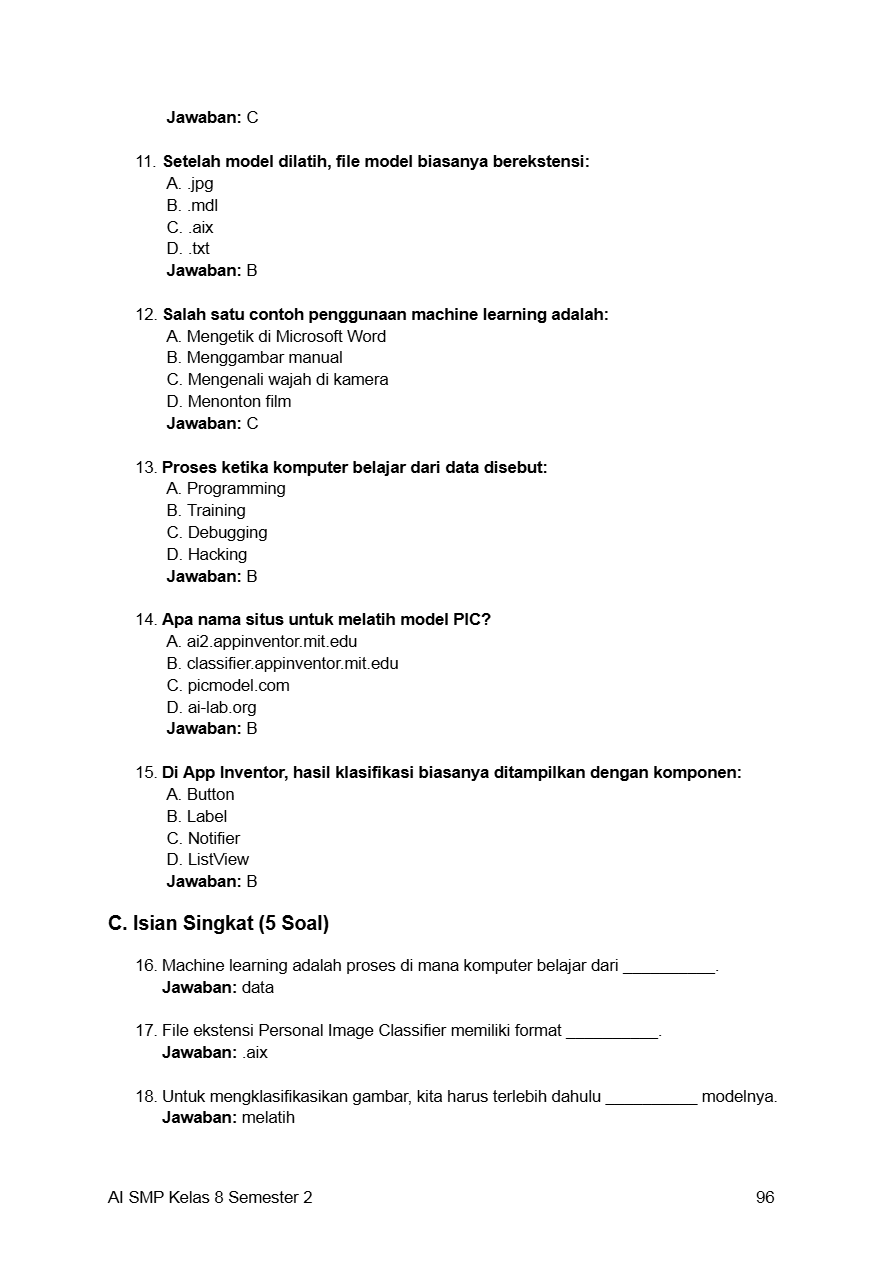 Jawaban: C
11. Setelah model dilatih, file model biasanya berekstensi:
A. .jpg
B. .mdl
C. .aix
D. .txt
Jawaban: B
12. Salah satu contoh penggunaan machine learning adalah:
A. Mengetik di Microsoft Word
B. Menggambar manual
C. Mengenali wajah di kamera
D. Menonton film
Jawaban: C
13. Proses ketika komputer belajar dari data disebut:
A. Programming
B. Training
C. Debugging
D. Hacking
Jawaban: B
14. Apa nama situs untuk melatih model PIC?
A. ai2.appinventor.mit.edu
B. classifier.appinventor.mit.edu
C. picmodel.com
D. ai-lab.org
Jawaban: B
15. Di App Inventor, hasil klasifikasi biasanya ditampilkan dengan komponen:
A. Button
B. Label
C. Notifier
D. ListView
Jawaban: B
C. Isian Singkat (5 Soal)
16. Machine learning adalah proses di mana komputer belajar dari __________.
Jawaban: data
17. File ekstensi Personal Image Classifier memiliki format __________.
Jawaban: .aix
18. Untuk mengklasifikasikan gambar, kita harus terlebih dahulu __________ modelnya.
Jawaban: melatih
AI SMP Kelas 8 Semester 2 96